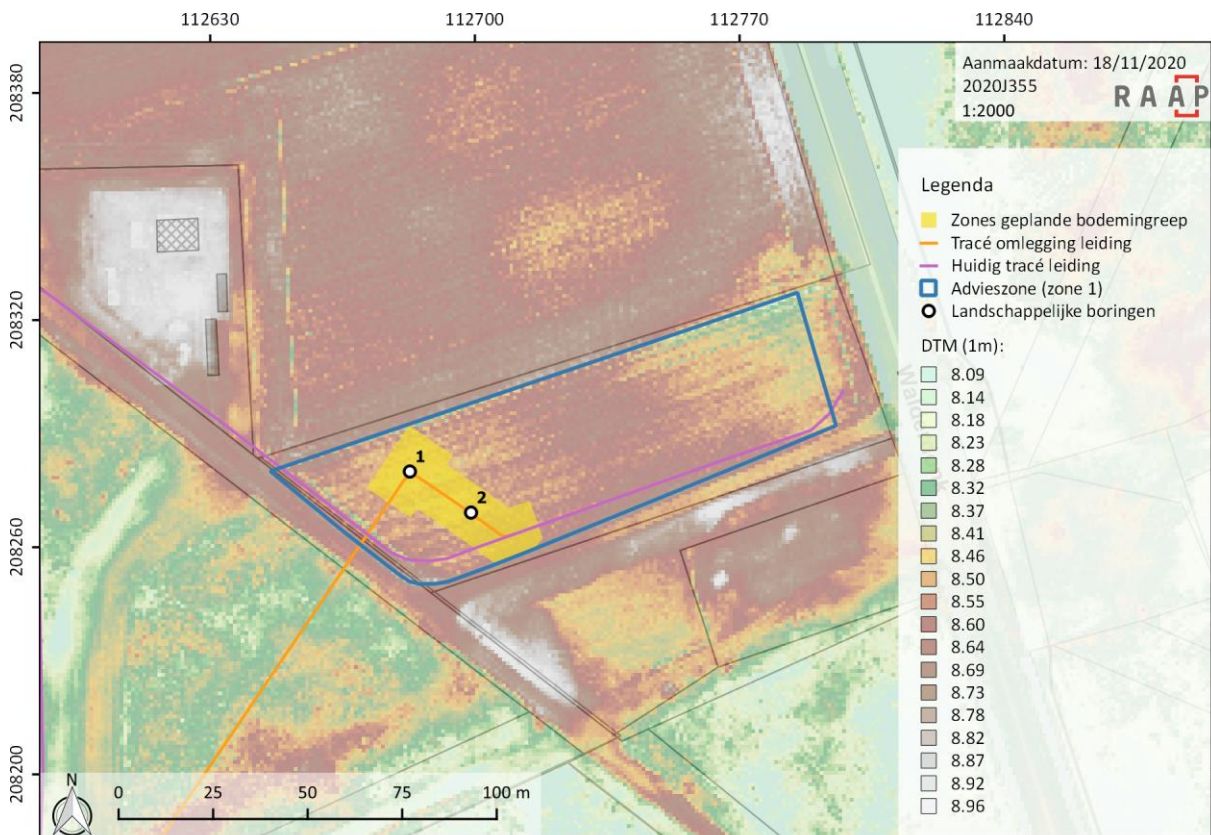 112630 112700 112770 112840
208380
208320
208260
208200
Aanmaakdatum: 18/11/2020
2020J355
1:2000
RAAP
Legenda
Zones geplande bodemingreep
Tracé omlegging leiding
Huidig tracé leiding
Advieszone (zone 1)
Landschappelijke boringen
DTM (1m):
8.09
8.14
8.18
8.23
8.28
8.32
8.37
8.41
8.46
8.50
8.55
8.60
8.64
8.69
8.73
8.78
8.82
8.87
8.92
8.96
1
2
N
0 25 50 75 100 m